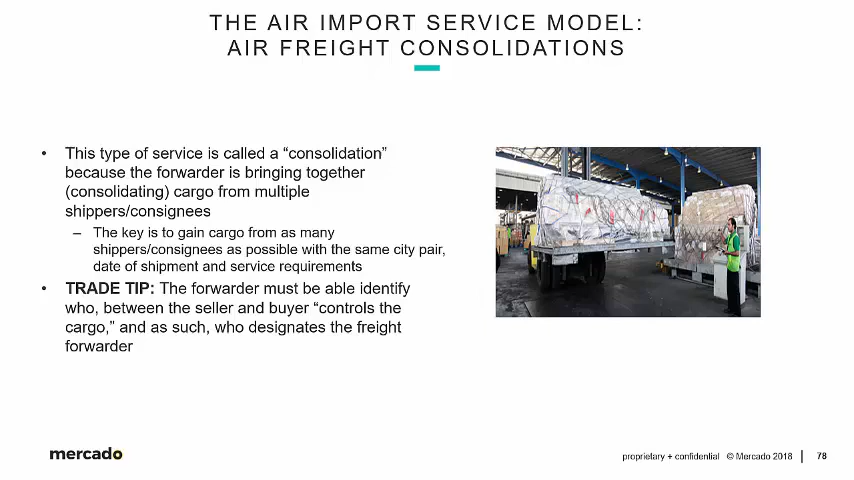 THE AIR IMPORT SERVICE MODEL:
AIR FREIGHT CONSOLIDATIONS
• This type of service is called a “consolidation”
because the forwarder is bringing together
(consolidating) cargo from multiple
shippers/consignees
– The key is to gain cargo from as many
shippers/consignees as possible with the same city pair,
date of shipment and service requirements
• TRADE TIP: The forwarder must be able identify
who, between the seller and buyer “controls the
cargo,” and as such, who designates the freight
forwarder
mercado
proprietary + confidential © Mercado 2018 | 78